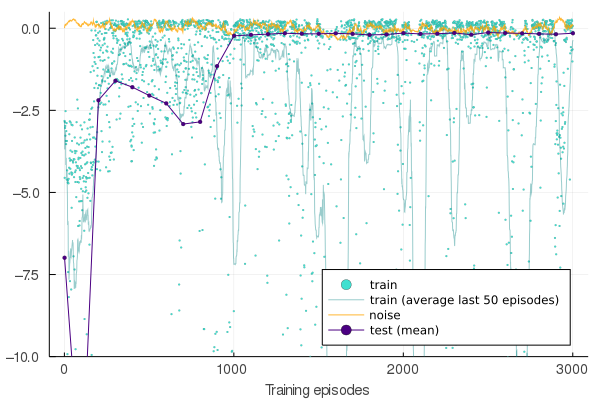 0.0
−2.5
−5.0
−7.5
−10.0
0
1000
2000
3000
Training episodes
train
train (average last 50 episodes)
noise
test (mean)